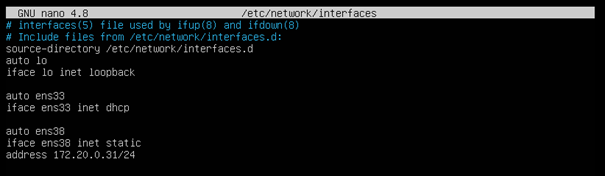 GNU nano 4.8 /etc/network/interfaces
# interfaces(5) file used by ifup(8) and ifdown(8)
# Include files from /etc/network/interfaces.d:
source-directory /etc/network/interfaces.d
auto lo
iface lo inet loopback
auto ens33
iface ens33 inet dhcp
auto ens38
iface ens38 inet static
address 172.20.0.31/24